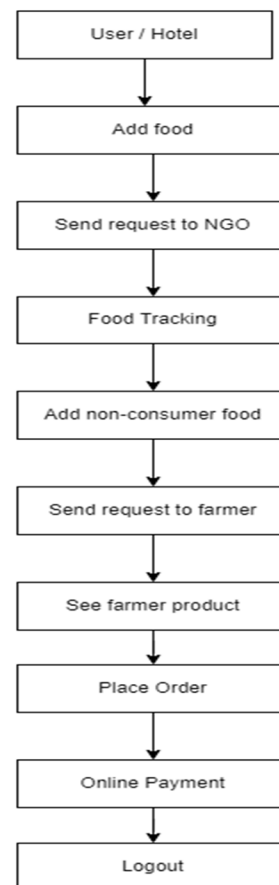 User / Hotel
Add food
Send request to NGO
Food Tracking
Add non-consumer food
Send request to farmer
See farmer product
Place Order
Online Payment
Logout